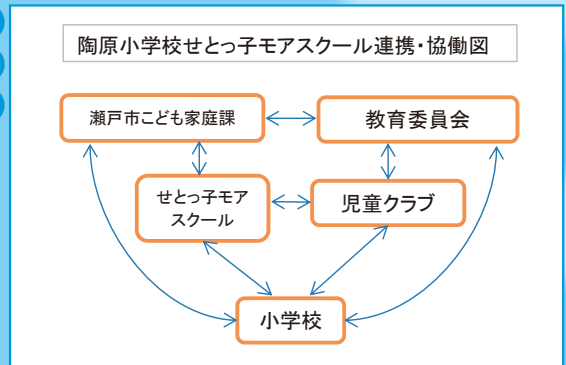 陶原小学校せとっ子モアスクール連携・協働図
瀬戸市こども家庭課
教育委員会
せとっ子モア
スクール
児童クラブ
小学校